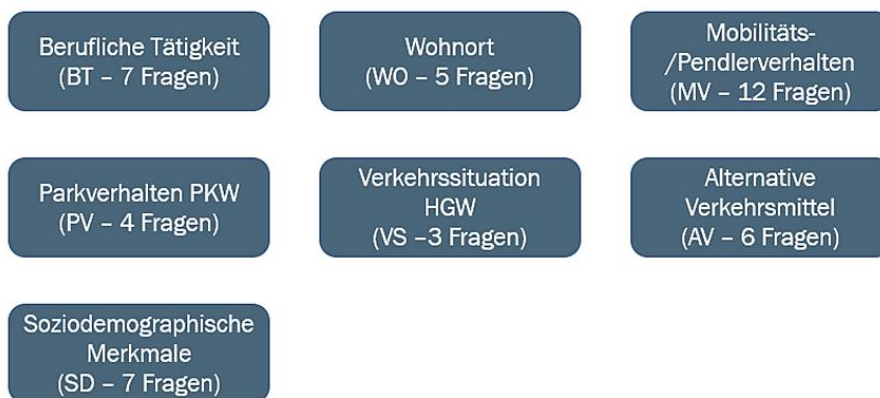 Berufliche Tätigkeit
(BT – 7 Fragen)
Wohnort
(WO – 5 Fragen)
Mobilitäts-
/Pendlerverhalten
(MV – 12 Fragen)
Parkverhalten PKW
(PV – 4 Fragen)
Verkehrssituation
HGW
(VS –3 Fragen)
Alternative
Verkehrsmittel
(AV – 6 Fragen)
Soziodemographische
Merkmale
(SD – 7 Fragen)